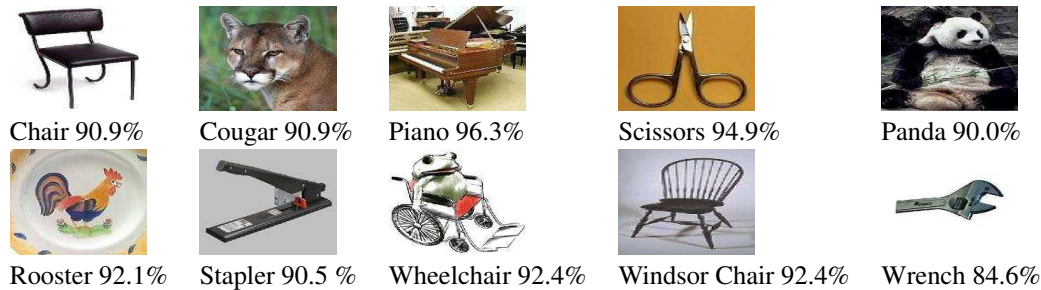 Chair 90.9%
Cougar 90.9%
Piano 96.3%
Scissors 94.9%
Panda 90.0%
Rooster 92.1%
Stapler 90.5 %
Wheelchair 92.4%
Windsor Chair 92.4%
Wrench 84.6%